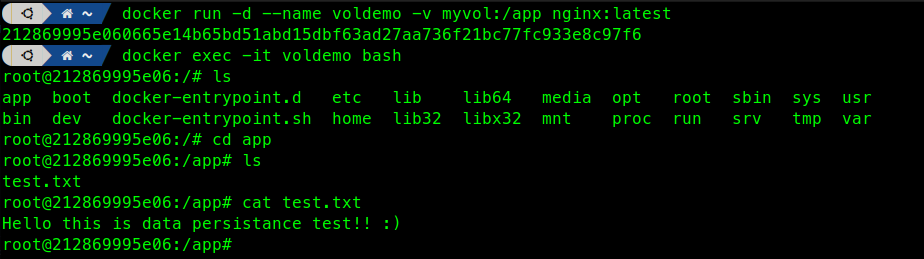 ~ docker run -d --name voldemo -v myvol:/app nginx:latest
212869995e060665e14b65bd51abd15dbf63ad27aa736f21bc77fc933e8c97f6
~ docker exec -it voldemo bash
root@212869995e06:/# ls
app boot docker-entrypoint.d etc lib lib64 media opt root sbin sys usr
bin dev docker-entrypoint.sh home lib32 libx32 mnt proc run srv tmp var
root@212869995e06:/# cd app
root@212869995e06:/app# ls
test.txt
root@212869995e06:/app# cat test.txt
Hello this is data persistance test!! :)
root@212869995e06:/app#